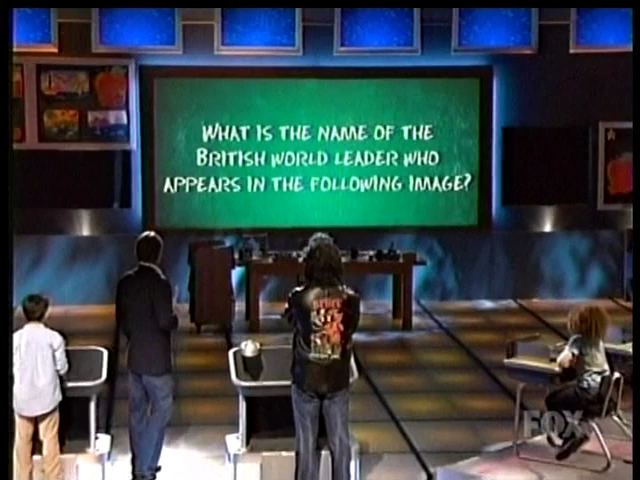 WHAT IS THE NAME OF THE
BRITISH WORLD LEADER WHO
APPEARS IN THE FOLLOWING IMAGE?
FOX